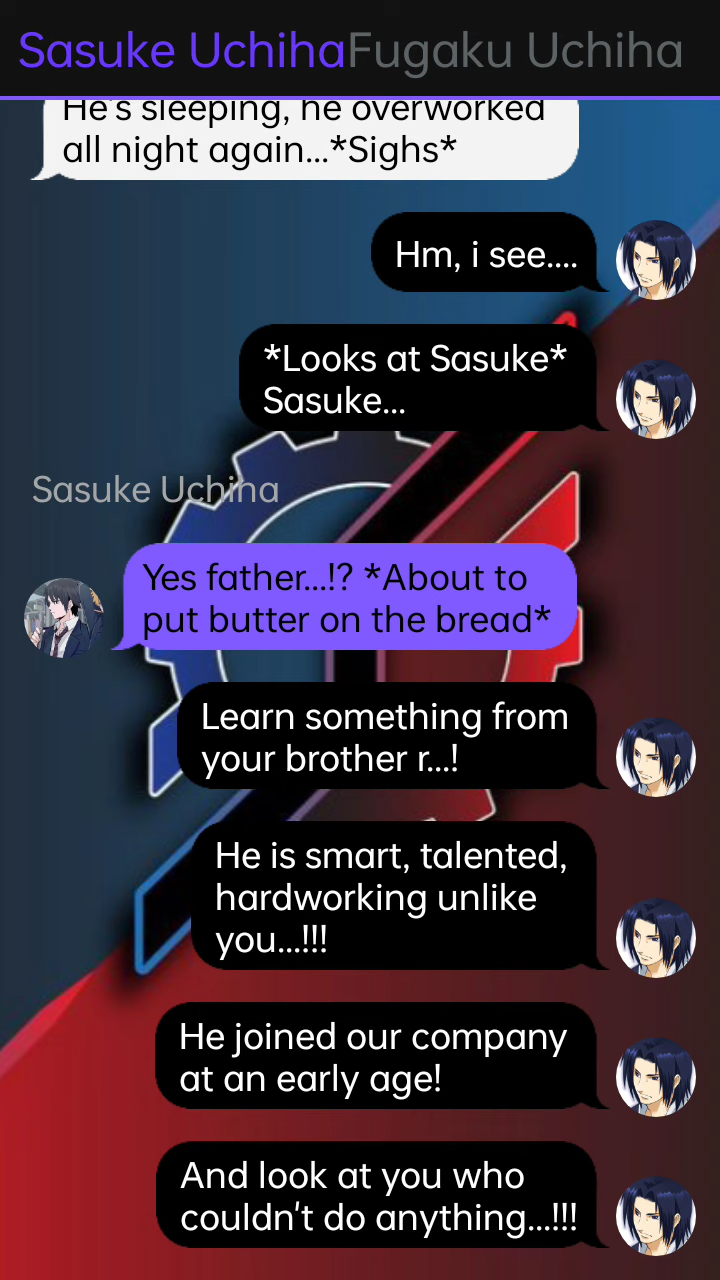 Sasuke Uchiha Fugaku Uchiha
He's sleeping, he overworked
all night again...*Sighs*
Hm, i see....
*Looks at Sasuke*
Sasuke...
Sasuke Uchiha
Yes father...!? *About to
put butter on the bread*
Learn something from
your brother r...!
He is smart, talented,
hardworking unlike
you...!!!
He joined our company
at an early age!
And look at you who
couldn't do anything...!!!